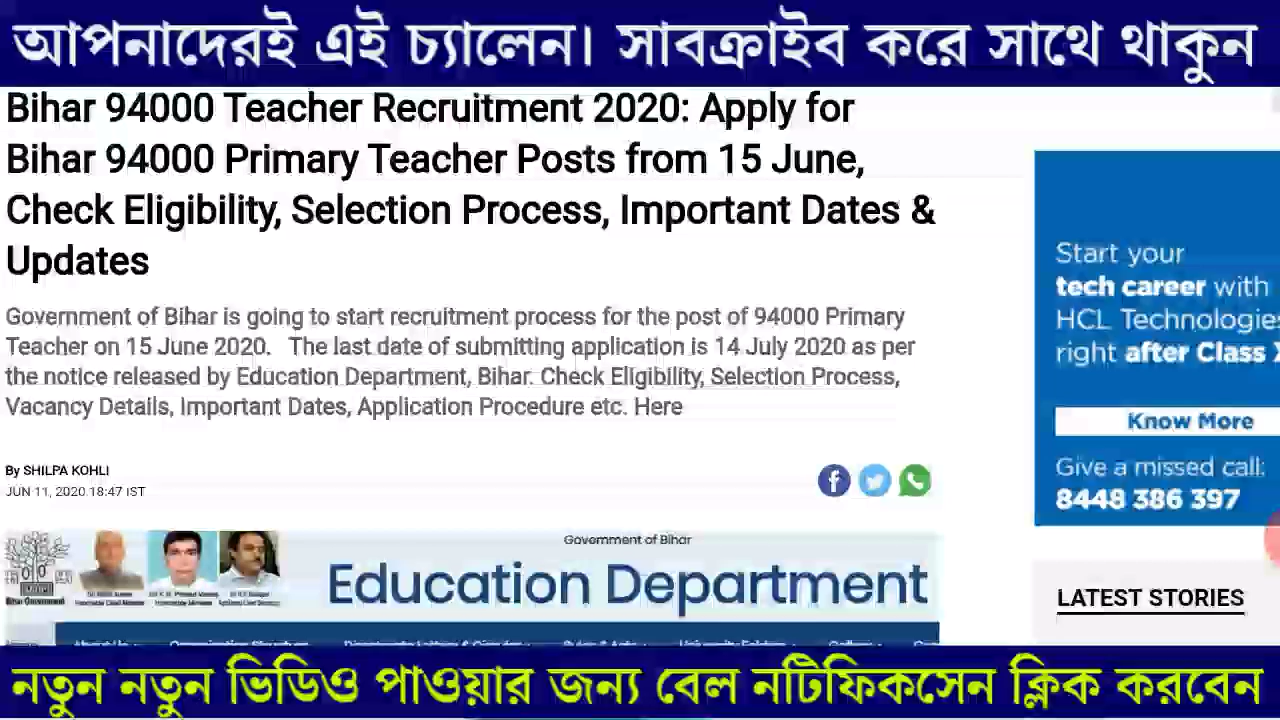 আপনাদেরই এই চ্যালেন। সাবক্রাইব করে সাথে থাকুন
Bihar 94000 Teacher Recruitment 2020: Apply for
Bihar 94000 Primary Teacher Posts from 15 June,
Check Eligibility, Selection Process, Important Dates &
Updates
Government of Bihar is going to start recruitment process for the post of 94000 Primary
Teacher on 15 June 2020. The last date of submitting application is 14 July 2020 as per
the notice released by Education Department, Bihar. Check Eligibility, Selection Process,
Vacancy Details, Important Dates, Application Procedure etc. Here
By SHILPA KOHLI
JUN 11, 2020 18:47 IST
Start your
tech career with
HCL Technologies
right after Class X
Know More
Give a missed call:
8448 386 397
Government of Bihar
Education Department
Bihar Government
LATEST STORIES
নতুন নতুন ভিডিও পাওয়ার জন্য বেল নটিফিকসেন ক্লিক করবেন